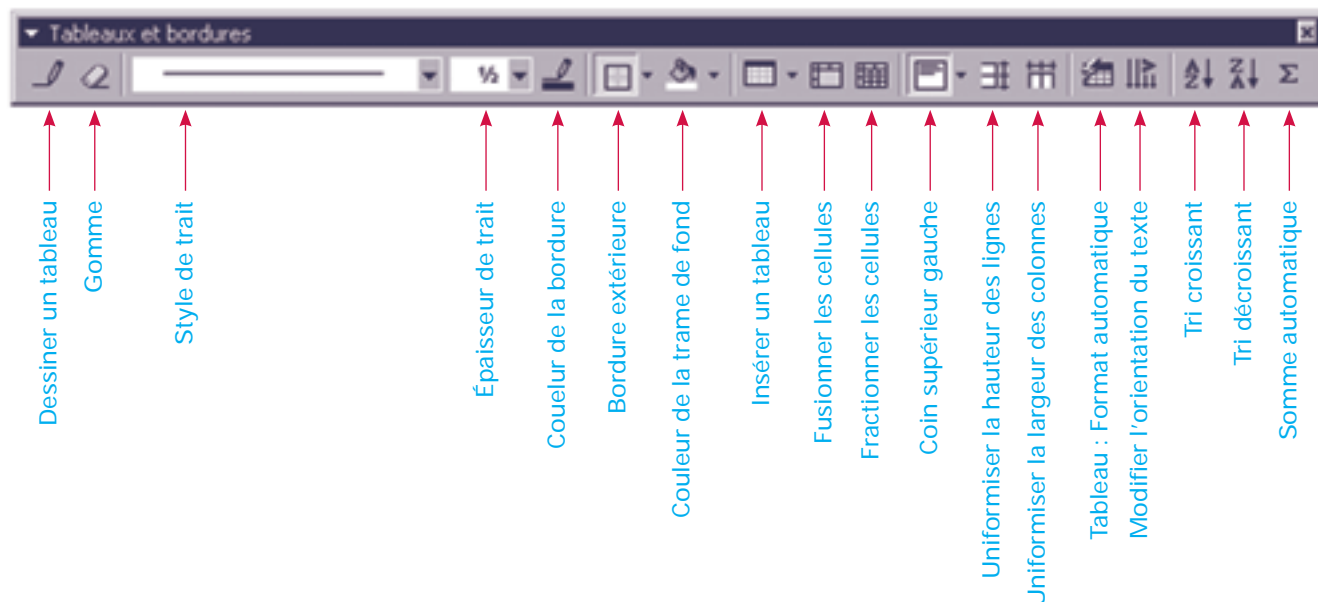 Tableaux et bordures
½
Dessiner un tableau
Gomme
Style de trait
Épaisseur de trait
Couelur de la bordure
Bordure extérieure
Couleur de la trame de fond
Insérer un tableau
Fusionner les cellules
Fractionner les cellules
Coin supérieur gauche
Uniformiser la hauteur des lignes
Uniformiser la largeur des colonnes
Tableau : Format automatique
Modifier l'orientation du texte
Tri croissant
Tri décroissant
Somme automatique